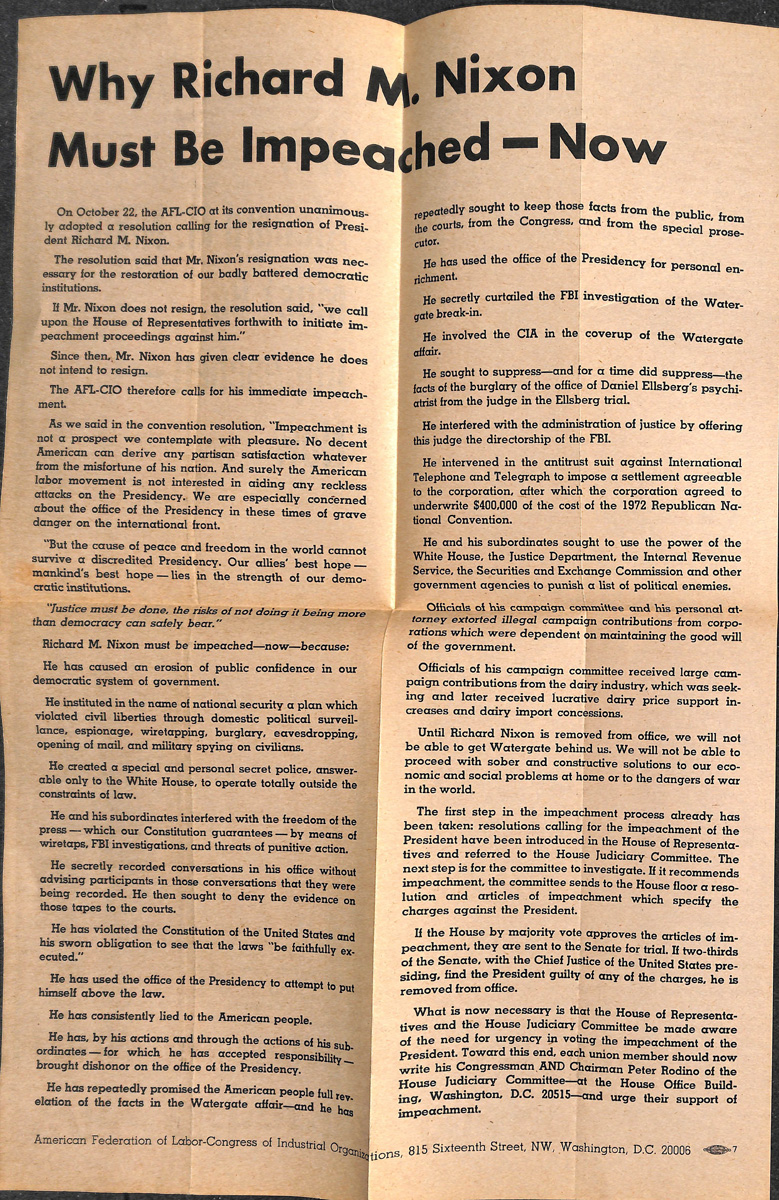 Why Richard M. Nixon
Must Be Impeached — Now
On October 22, the AFL-CIO at its convention unanimous-
ly adopted a resolution calling for the resignation of Presi-
dent Richard M. Nixon.
The resolution said that Mr. Nixon's resignation was nec-
essary for the restoration of our badly battered democratic
institutions.
If Mr. Nixon does not resign, the resolution said, "we call
upon the House of Representatives forthwith to initiate im-
peachment proceedings against him."
Since then, Mr. Nixon has given clear evidence he does
not intend to resign.
The AFL-CIO therefore calls for his immediate impeach-
ment.
As we said in the convention resolution, "Impeachment is
not a prospect we contemplate with pleasure. No decent
American can derive any partisan satisfaction whatever
from the misfortune of his nation. And surely the American
labor movement is not interested in aiding any reckless
attacks on the Presidency. We are especially concerned
about the office of the Presidency in these times of grave
danger on the international front.
"But the cause of peace and freedom in the world cannot
survive a discredited Presidency. Our allies' best hope —
mankind's best hope — lies in the strength of our demo-
cratic institutions.
"Justice must be done, the risks of not doing it being more
than democracy can safely bear."
Richard M. Nixon must be impeached—now—because:
He has caused an erosion of public confidence in our
democratic system of government.
He instituted in the name of national security a plan which
violated civil liberties through domestic political surveil-
lance, espionage, wiretapping, burglary, eavesdropping,
opening of mail, and military spying on civilians.
He created a special and personal secret police, answer-
able only to the White House, to operate totally outside the
constraints of law.
He and his subordinates interfered with the freedom of the
press — which our Constitution guarantees — by means of
wiretaps, FBI investigations, and threats of punitive action.
He secretly recorded conversations in his office without
advising participants in those conversations that they were
being recorded. He then sought to deny the evidence on
those tapes to the courts.
He has violated the Constitution of the United States and
his sworn obligation to see that the laws "be faithfully ex-
ecuted."
He has used the office of the Presidency to attempt to put
himself above the law.
He has consistently lied to the American people.
He has, by his actions and through the actions of his sub-
ordinates — for which he has accepted responsibility —
brought dishonor on the office of the Presidency.
He has repeatedly promised the American people full rev-
elation of the facts in the Watergate affair—and he has
repeatedly sought to keep those facts from the public, from
the courts, from the Congress, and from the special prose-
cutor.
He has used the office of the Presidency for personal en-
richment.
He secretly curtailed the FBI investigation of the Water-
gate break-in.
He involved the CIA in the coverup of the Watergate
affair.
He sought to suppress—and for a time did suppress—the
facts of the burglary of the office of Daniel Ellsberg's psychi-
atrist from the judge in the Ellsberg trial.
He interfered with the administration of justice by offering
this judge the directorship of the FBI.
He intervened in the antitrust suit against International
Telephone and Telegraph to impose a settlement agreeable
to the corporation, after which the corporation agreed to
underwrite $400,000 of the cost of the 1972 Republican Na-
tional Convention.
He and his subordinates sought to use the power of the
White House, the Justice Department, the Internal Revenue
Service, the Securities and Exchange Commission and other
government agencies to punish a list of political enemies.
Officials of his campaign committee and his personal at-
torney extorted illegal campaign contributions from corpo-
rations which were dependent on maintaining the good will
of the government.
Officials of his campaign committee received large cam-
paign contributions from the dairy industry, which was seek-
ing and later received lucrative dairy price support in-
creases and dairy import concessions.
Until Richard Nixon is removed from office, we will not
be able to get Watergate behind us. We will not be able to
proceed with sober and constructive solutions to our eco-
nomic and social problems at home or to the dangers of war
in the world.
The first step in the impeachment process already has
been taken: resolutions calling for the impeachment of the
President have been introduced in the House of Representa-
tives and referred to the House Judiciary Committee. The
next step is for the committee to investigate. If it recommends
impeachment, the committee sends to the House floor a reso-
lution and articles of impeachment which specify the
charges against the President.
If the House by majority vote approves the articles of im-
peachment, they are sent to the Senate for trial. If two-thirds
of the Senate, with the Chief Justice of the United States pre-
siding, find the President guilty of any of the charges, he is
removed from office.
What is now necessary is that the House of Representa-
tives and the House Judiciary Committee be made aware
of the need for urgency in voting the impeachment of the
President. Toward this end, each union member should now
write his Congressman AND Chairman Peter Rodino of the
House Judiciary Committee—at the House Office Build-
ing, Washington, D.C. 20515—and urge their support of
impeachment.
American Federation of Labor-Congress of Industrial Organizations, 815 Sixteenth Street, NW, Washington, D.C. 20006 7